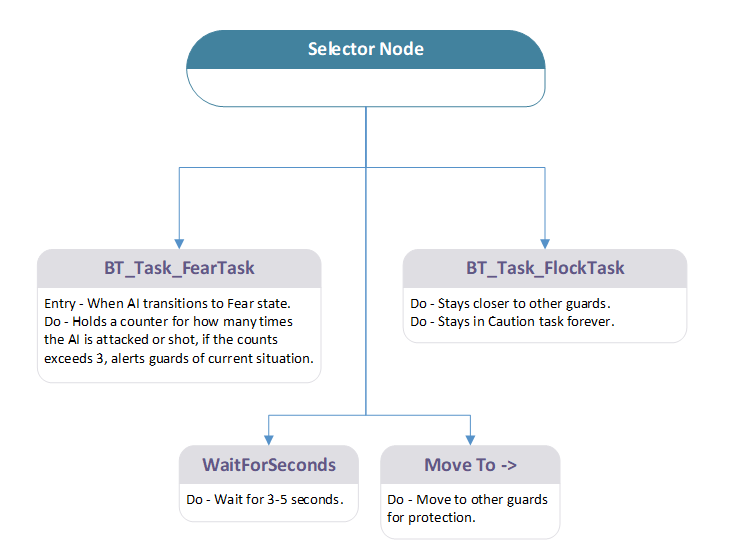 Selector Node
BT_Task_FearTask
Entry - When AI transitions to Fear state.
Do - Holds a counter for how many times
the AI is attacked or shot, if the counts
exceeds 3, alerts guards of current situation.
BT_Task_FlockTask
Do - Stays closer to other guards.
Do - Stays in Caution task forever.
WaitForSeconds
Do - Wait for 3-5 seconds.
Move To ->
Do - Move to other guards
for protection.